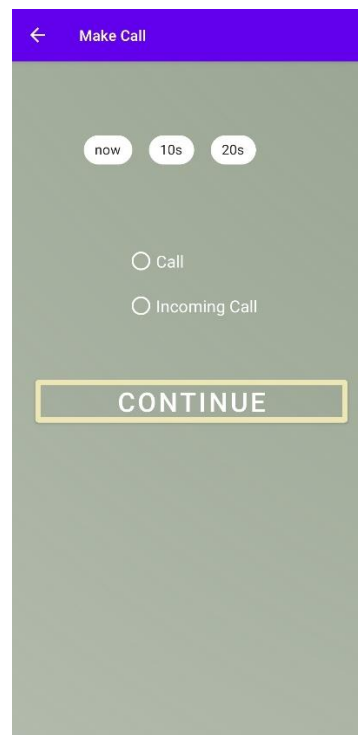 Make Call
now 10s 20s
Call
Incoming Call
CONTINUE